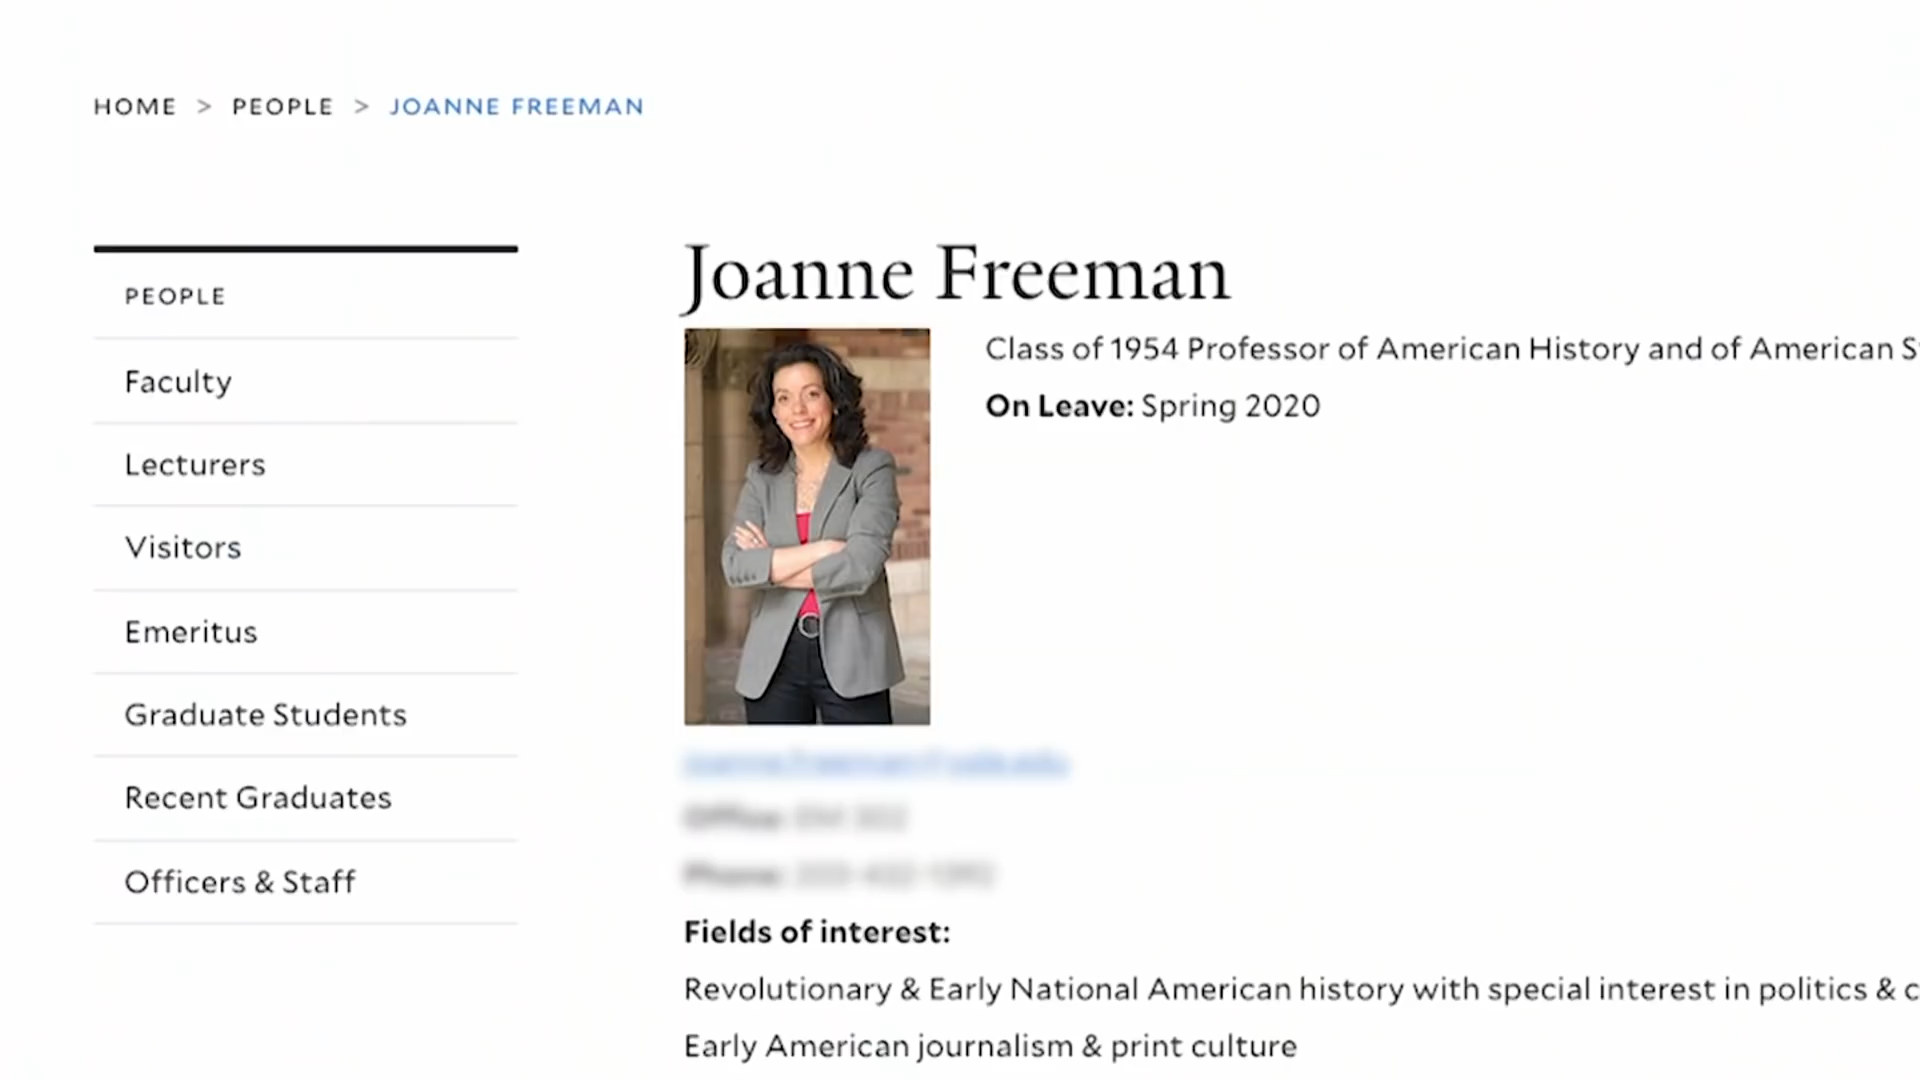 HOME > PEOPLE > JOANNE FREEMAN
PEOPLE
Faculty
Lecturers
Visitors
Emeritus
Graduate Students
Recent Graduates
Officers & Staff
Joanne Freeman
Class of 1954 Professor of American History and of American
On Leave: Spring 2020
Fields of interest:
Revolutionary & Early National American history with special interest in politics &
Early American journalism & print culture